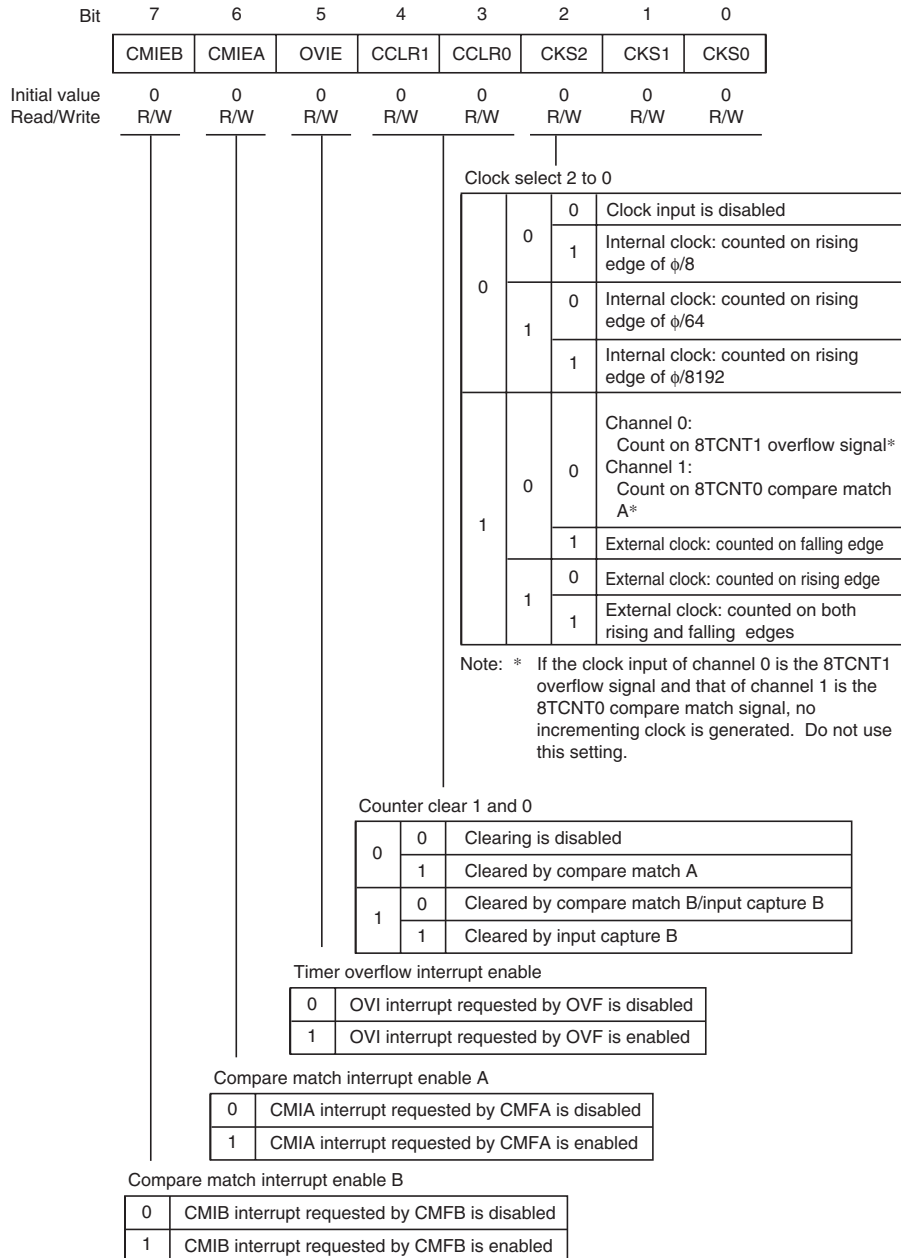 Bit 7 6 5 4 3 2 1 0
CMIEB CMIEA OVIE CCLR1 CCLR0 CKS2 CKS1 CKS0
Initial value 0 0 0 0 0 0 0 0
Read/Write R/W R/W R/W R/W R/W R/W R/W R/W
Clock select 2 to 0
0 0 0 Clock input is disabled
1 Internal clock: counted on rising
edge of ϕ/8
1 0 Internal clock: counted on rising
edge of ϕ/64
1 Internal clock: counted on rising
edge of ϕ/8192
1 0 0 Channel 0:
Count on 8TCNT1 overflow signal*
Channel 1:
Count on 8TCNT0 compare match
A*
1 External clock: counted on falling edge
1 0 External clock: counted on rising edge
1 External clock: counted on both
rising and falling edges
Note: * If the clock input of channel 0 is the 8TCNT1
overflow signal and that of channel 1 is the
8TCNT0 compare match signal, no
incrementing clock is generated. Do not use
this setting.
Counter clear 1 and 0
0 0 Clearing is disabled
1 Cleared by compare match A
1 0 Cleared by compare match B/input capture B
1 Cleared by input capture B
Timer overflow interrupt enable
0 OVI interrupt requested by OVF is disabled
1 OVI interrupt requested by OVF is enabled
Compare match interrupt enable A
0 CMIA interrupt requested by CMFA is disabled
1 CMIA interrupt requested by CMFA is enabled
Compare match interrupt enable B
0 CMIB interrupt requested by CMFB is disabled
1 CMIB interrupt requested by CMFB is enabled